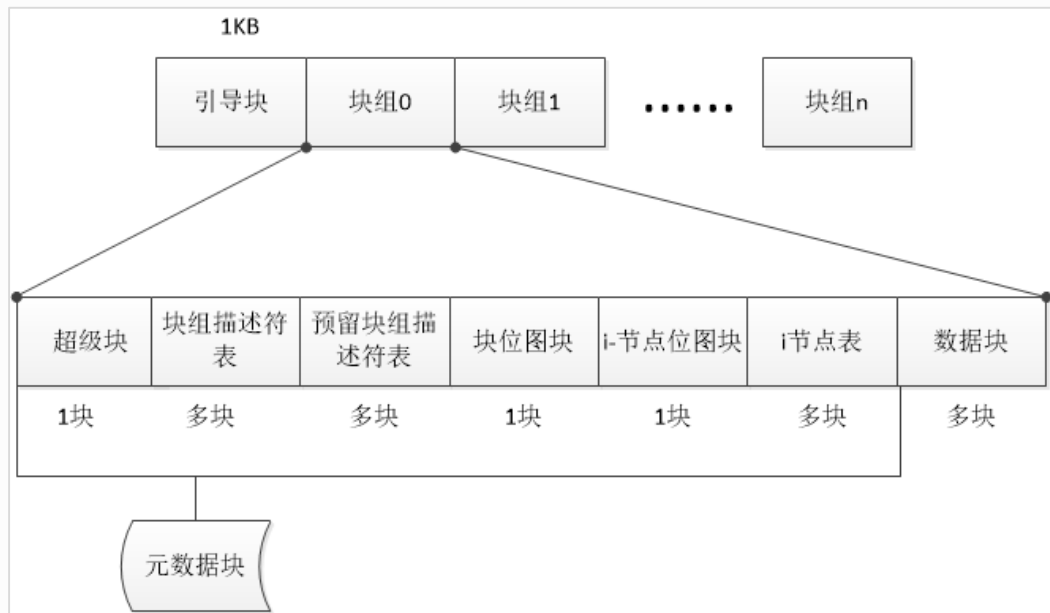 1KB
引导块 块组0 块组1 ...... 块组n
超级块 块组描述符表 预留块组描述符表 块位图块 i-节点位图块 i节点表 数据块
1块 多块 多块 1块 1块 多块 多块
元数据块